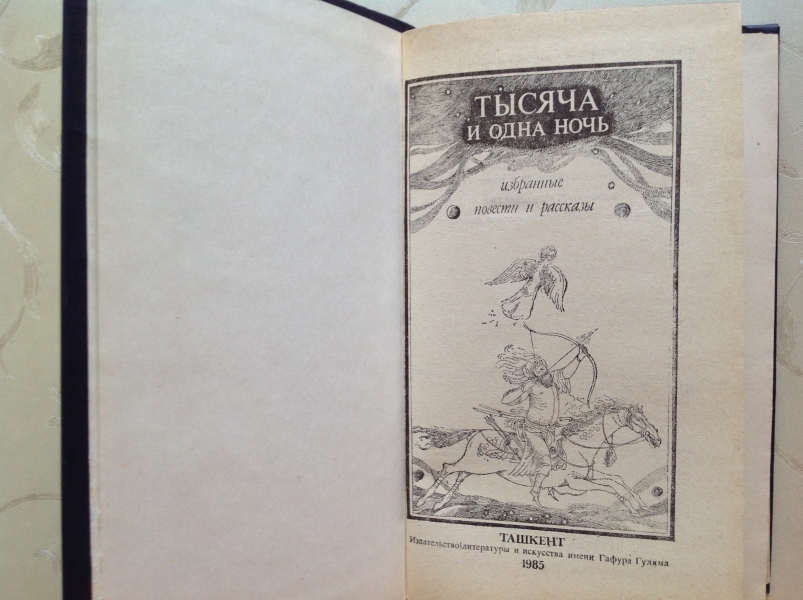 ТЫСЯЧА
И ОДНА НОЧЬ
избранные
повести и рассказы
ТАШКЕНТ
Издательство литературы и искусства имени Гафура Гуляма
1985